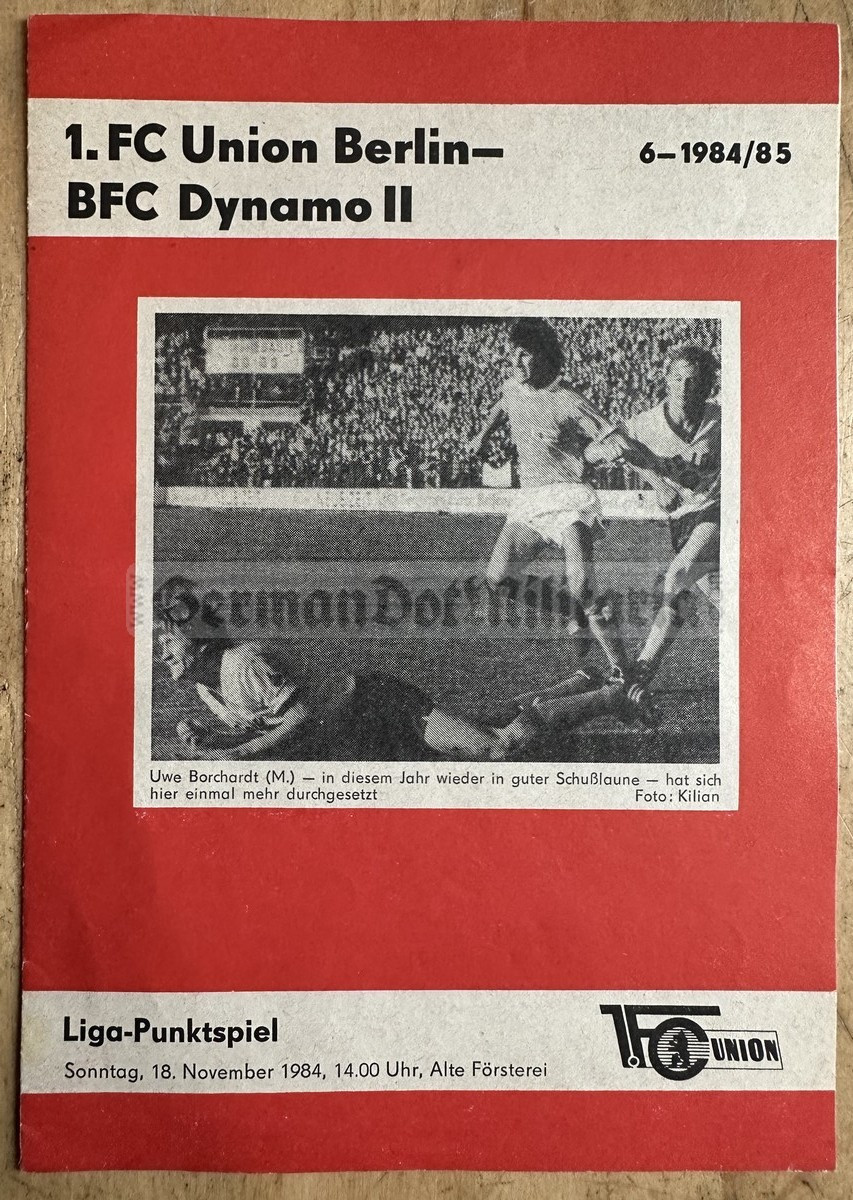 1. FC Union Berlin—
BFC Dynamo II
6—1984/85
GermanDotMilitaria
Uwe Borchardt (M.) — in diesem Jahr wieder in guter Schußlaune — hat sich
hier einmal mehr durchgesetzt
Foto: Kilian
Liga-Punktspiel
Sonntag, 18. November 1984, 14.00 Uhr, Alte Försterei
1.FC UNION